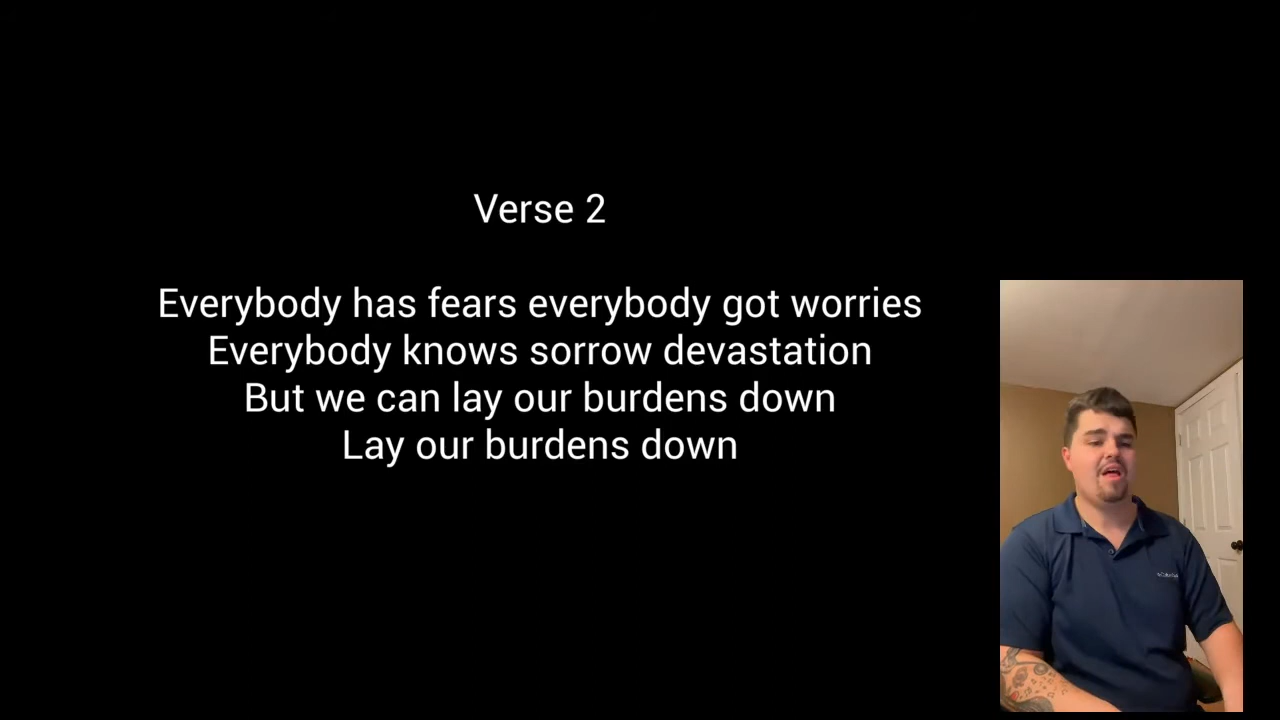 Verse 2
Everybody has fears everybody got worries
Everybody knows sorrow devastation
But we can lay our burdens down
Lay our burdens down